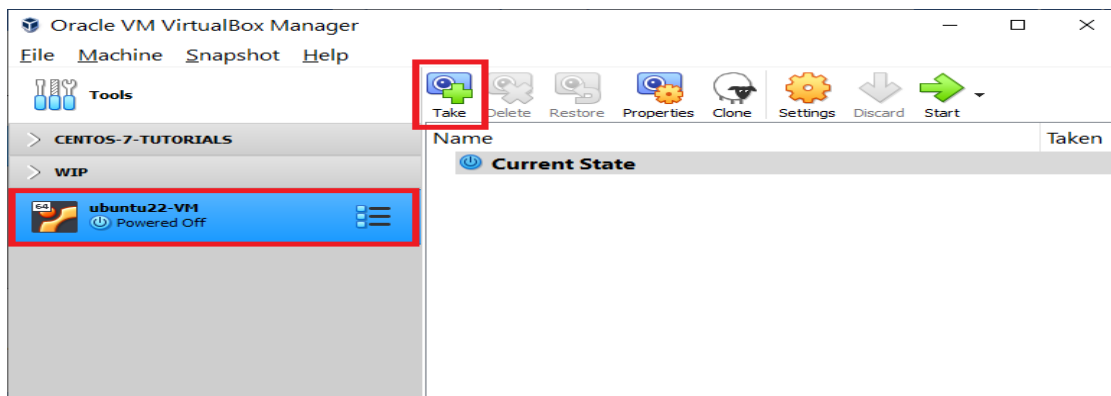 Oracle VM VirtualBox Manager
File Machine Snapshot Help
Tools
Take Delete Restore Properties Clone Settings Discard Start
CENTOS-7-TUTORIALS
WIP
64 ubuntu22-VM
Powered Off
Name Taken
Current State